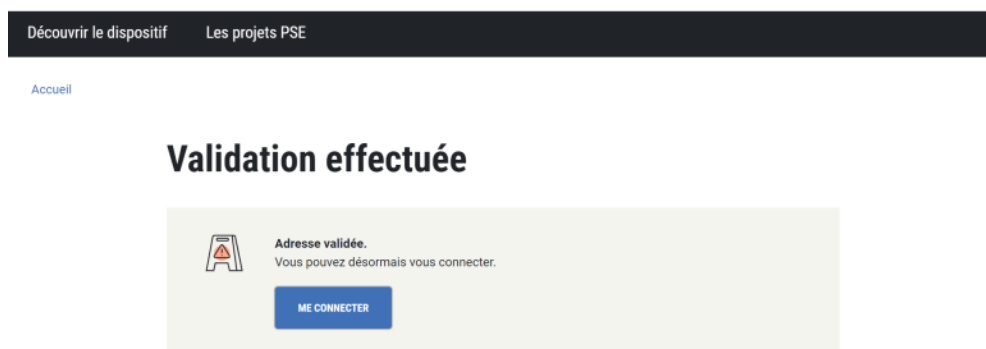 Découvrir le dispositif Les projets PSE
Accueil
Validation effectuée
Adresse validée.
Vous pouvez désormais vous connecter.
ME CONNECTER